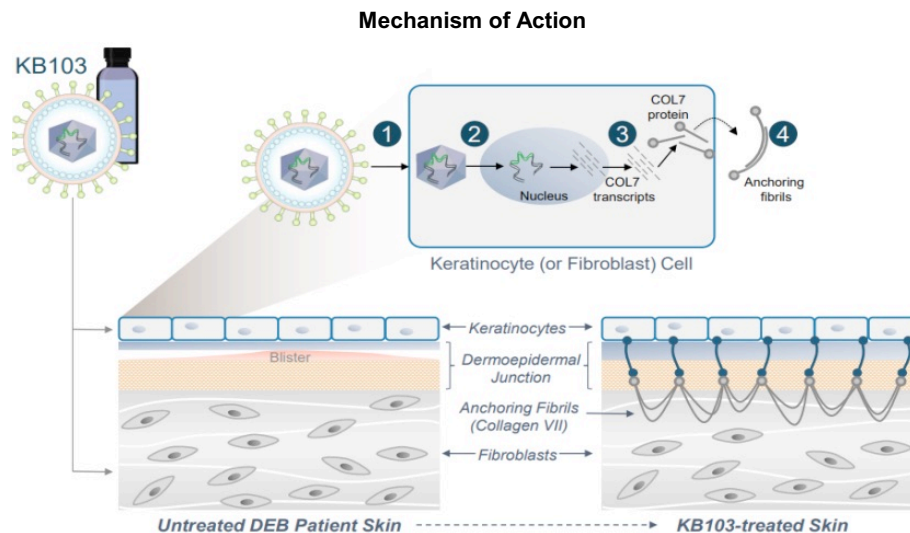 Mechanism of Action
KB103
1
2
3
4
COL7
protein
Nucleus
COL7
transcripts
Anchoring
fibrils
Keratinocyte (or Fibroblast) Cell
Keratinocytes
Blister
Dermoepidermal
Junction
Anchoring Fibrils
(Collagen VII)
Fibroblasts
Untreated DEB Patient Skin
KB103-treated Skin